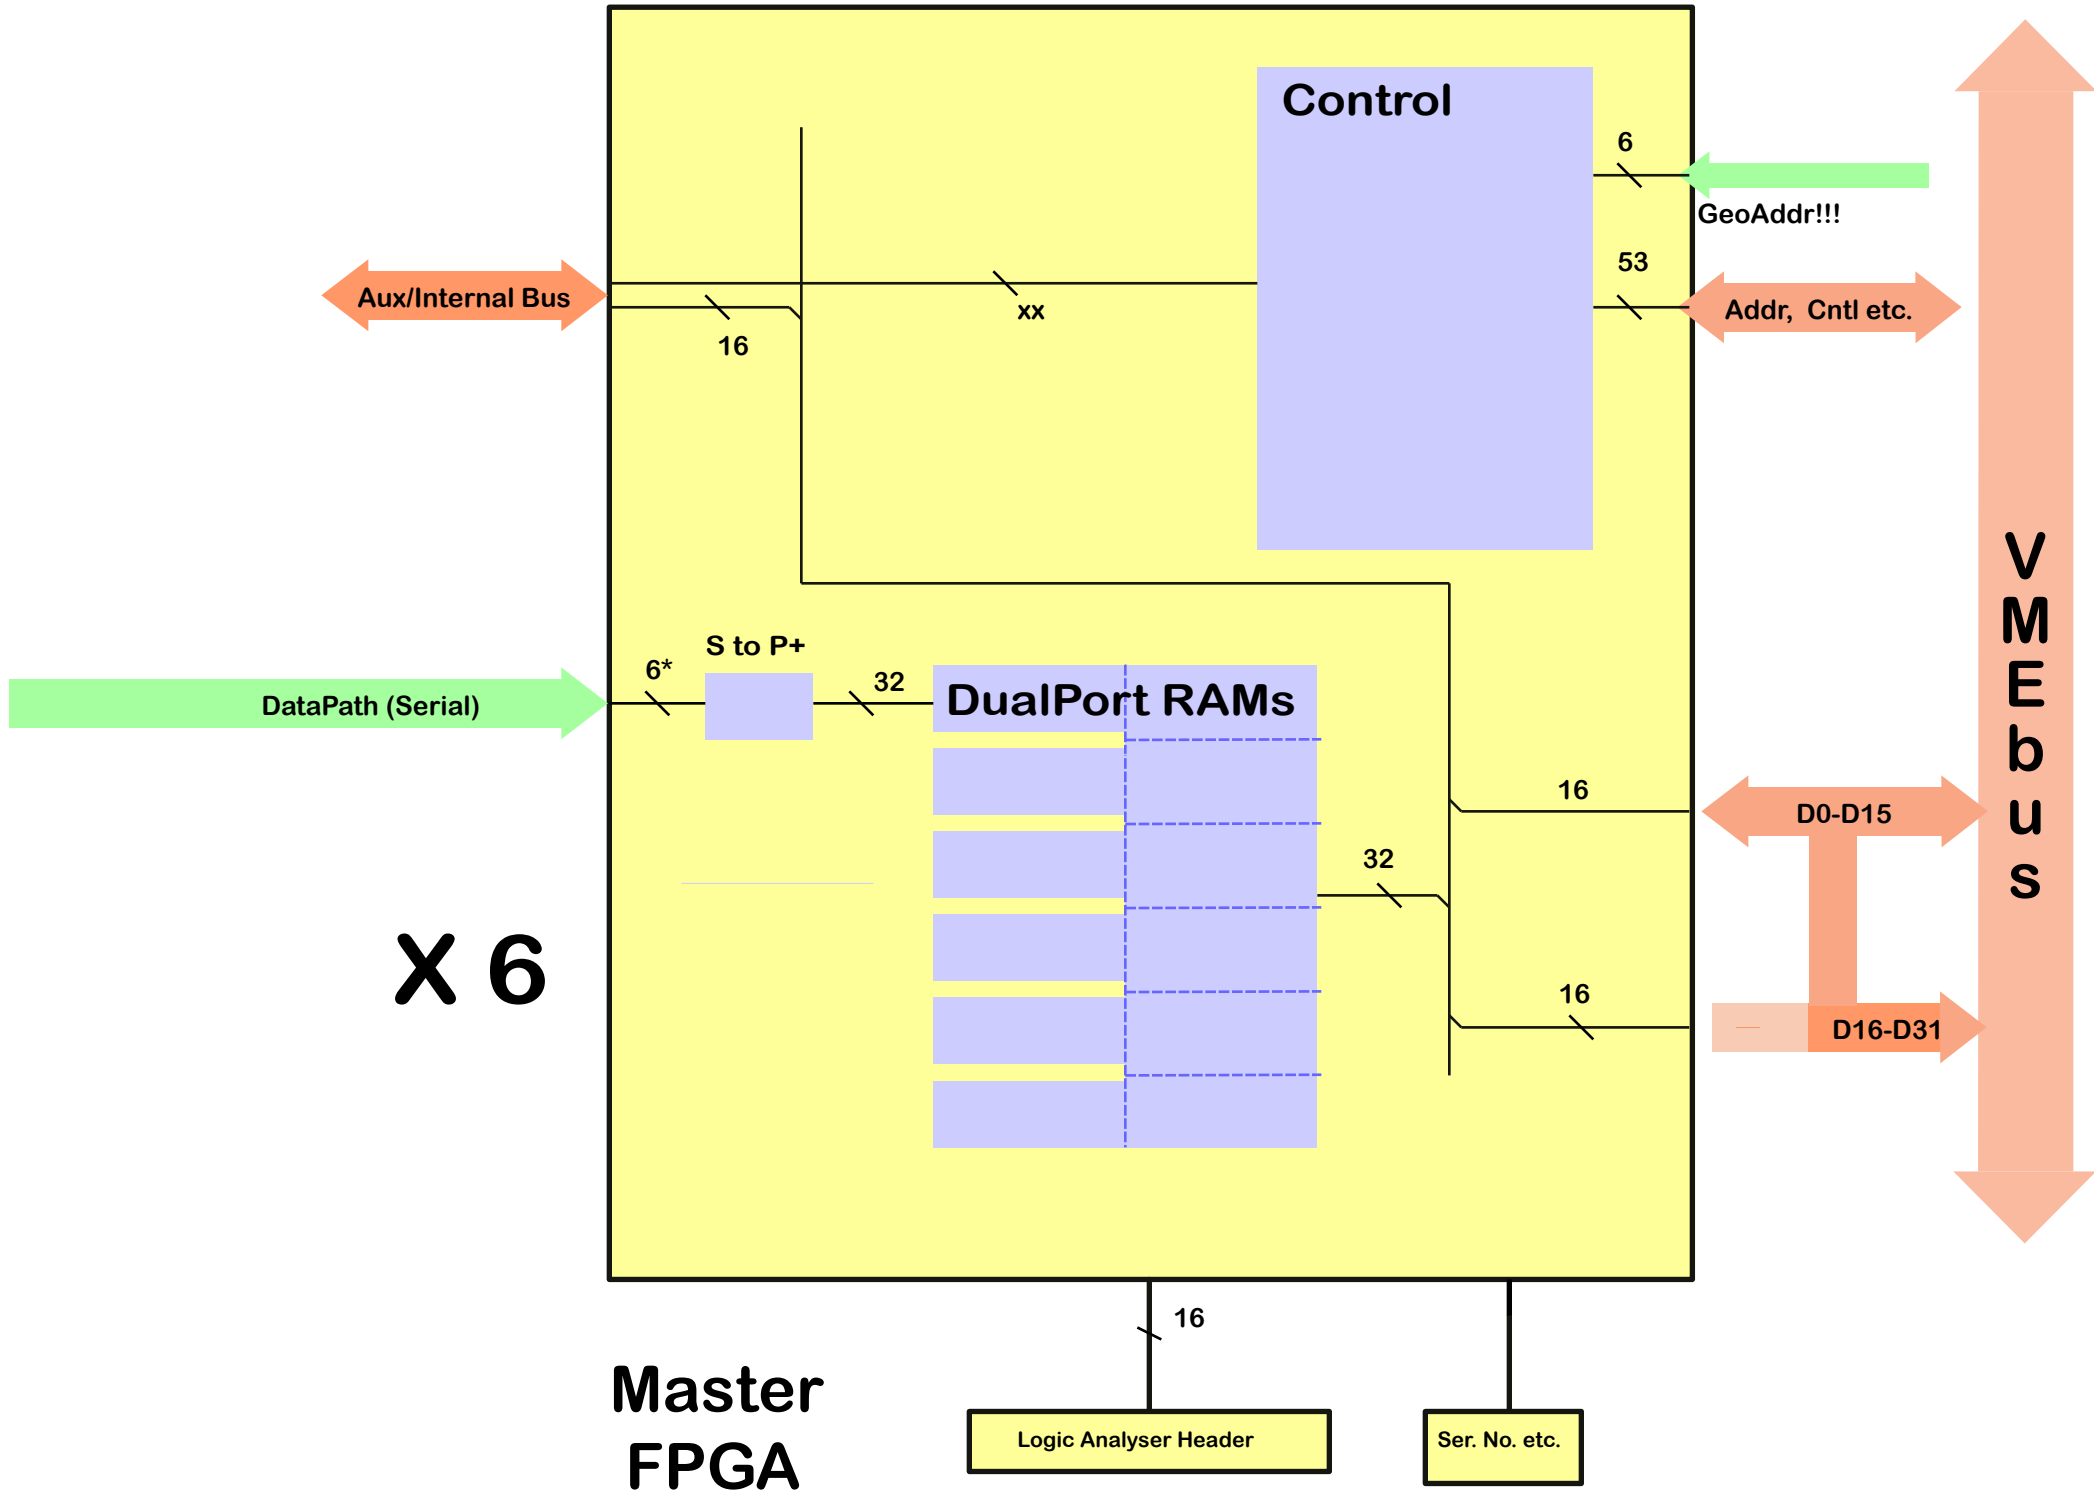 Control
6
GeoAddr!!!
53
Aux/Internal Bus
xx
Addr, Cntl etc.
16
VMEbus
S to P+
6*
32
DataPath (Serial)
DualPort RAMs
16
D0-D15
32
X 6
16
D16-D31
16
Master
FPGA
Logic Analyser Header
Ser. No. etc.